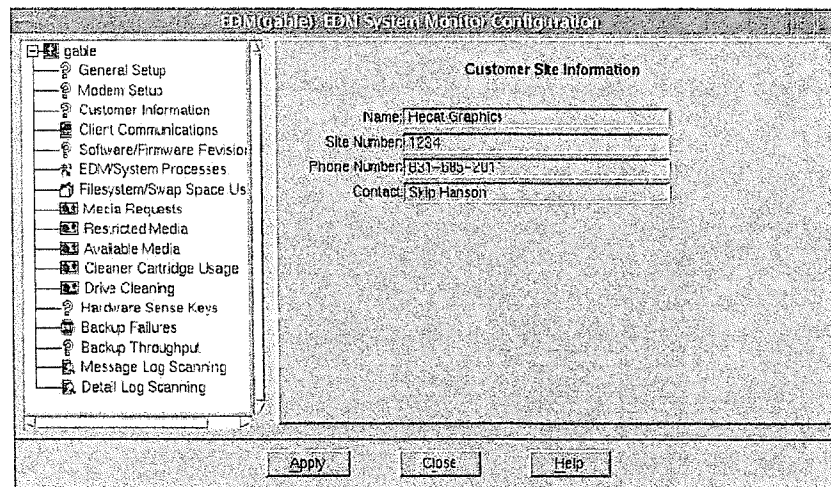 EDM(gable) EDM System Monitor Configuration
gable
General Setup
Modem Setup
Customer Information
Client Communications
Software/Firmware Revision
EDM/System Processes
Filesystem/Swap Space Us
Media Requests
Restricted Media
Available Media
Cleaner Cartridge Usage
Drive Cleaning
Hardware Sense Keys
Backup Failures
Backup Throughput
Message Log Scanning
Detail Log Scanning
Customer Site Information
Name: Hecat Graphics
Site Number: 1234
Phone Number: 831-685-201
Contact: Skip Hanson
Apply Close Help